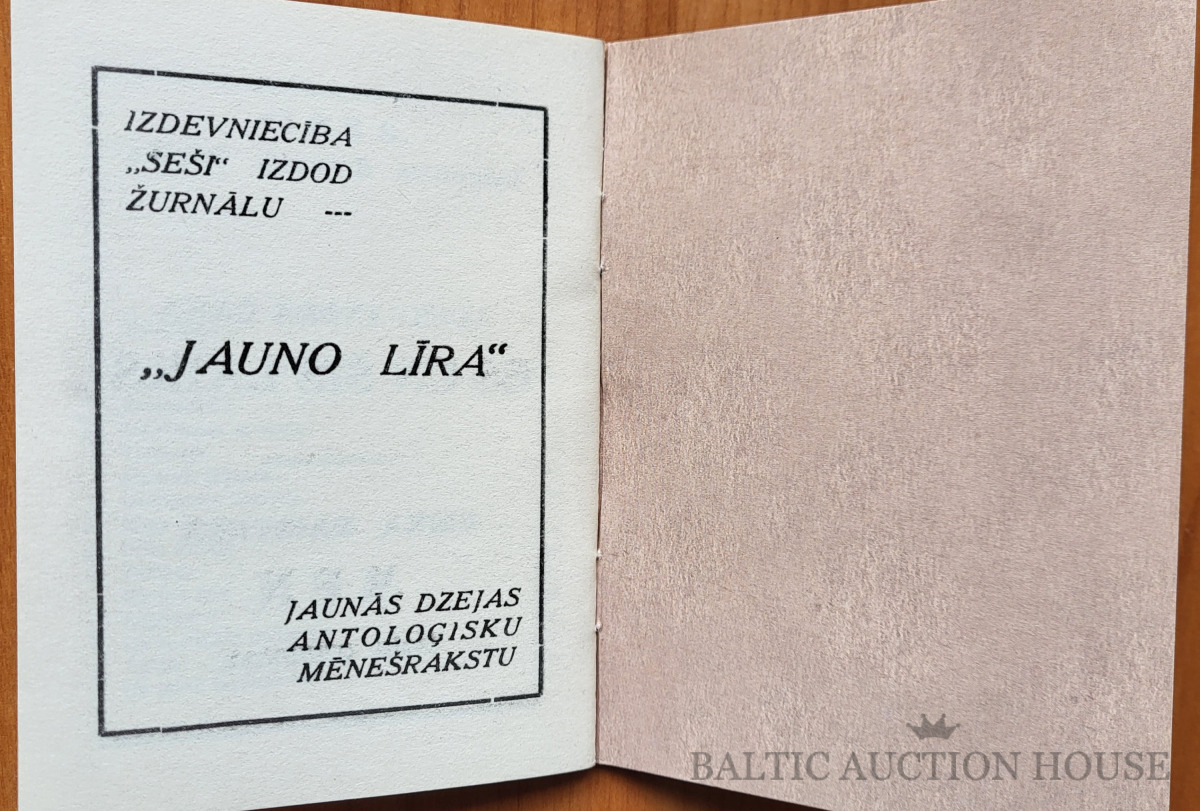 IZDEVNIECĪBA
„SEŠI“ IZDOD
ŽURNĀLU ---
„JAUNO LĪRA“
JAUNĀS DZEJAS
ANTOLOĢISKU
MĒNEŠRAKSTU
BALTIC AUCTION HOUSE